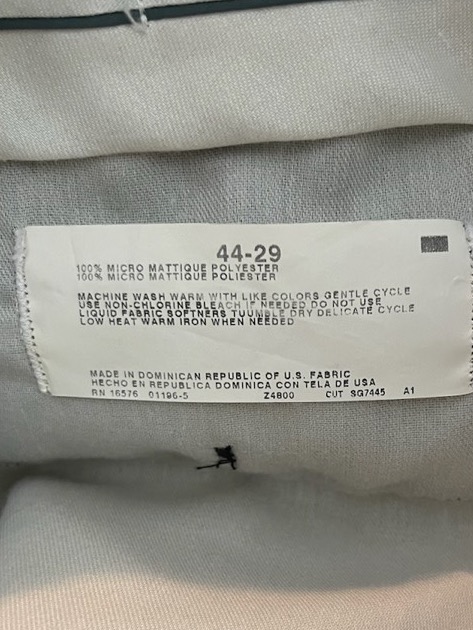 44-29
100% MICRO MATTIQUE POLYESTER
100% MICRO MATTIQUE POLIESTER
MACHINE WASH WARM WITH LIKE COLORS GENTLE CYCLE
USE NON-CHLORINE BLEACH IF NEEDED DO NOT USE
LIQUID FABRIC SOFTNERS TUUMBLE DRY DELICATE CYCLE
LOW HEAT WARM IRON WHEN NEEDED
MADE IN DOMINICAN REPUBLIC OF U.S. FABRIC
HECHO EN REPUBLICA DOMINICA CON TELA DE USA
RN 16576 01196-5 Z4800 CUT SG7445 A1